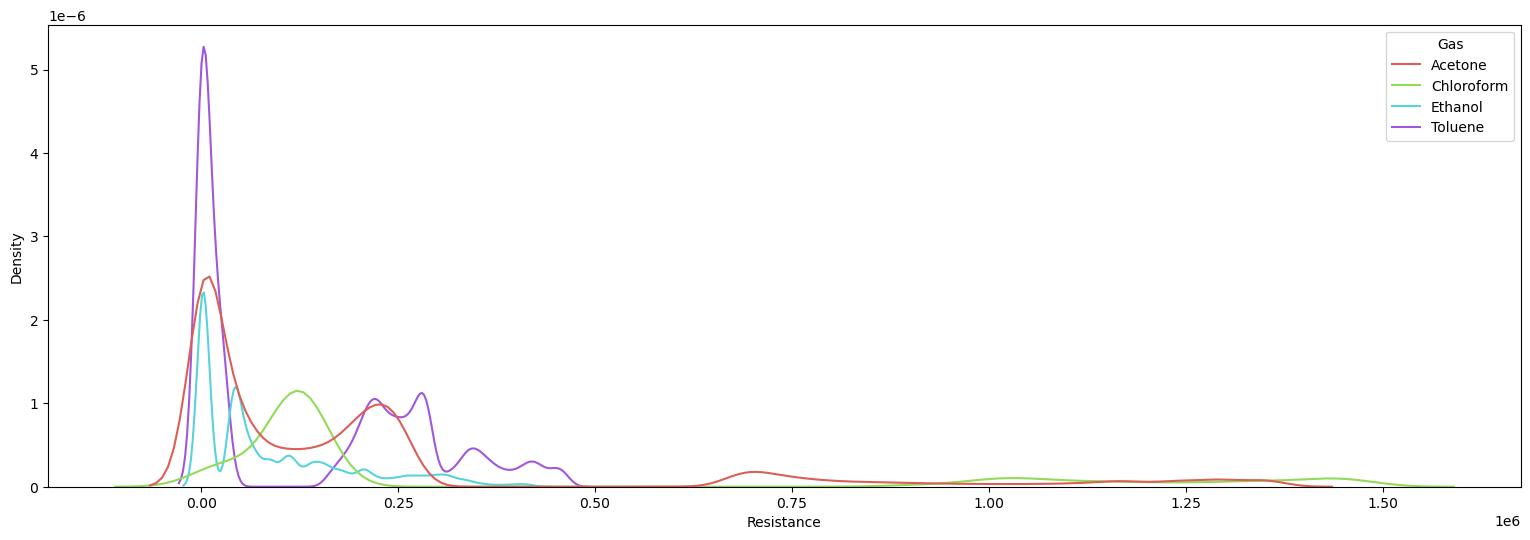 1e−6
Gas
Acetone
Chloroform
Ethanol
Toluene
5
4
3
2
1
0
Density
0.00 0.25 0.50 0.75 1.00 1.25 1.50
Resistance
1e6